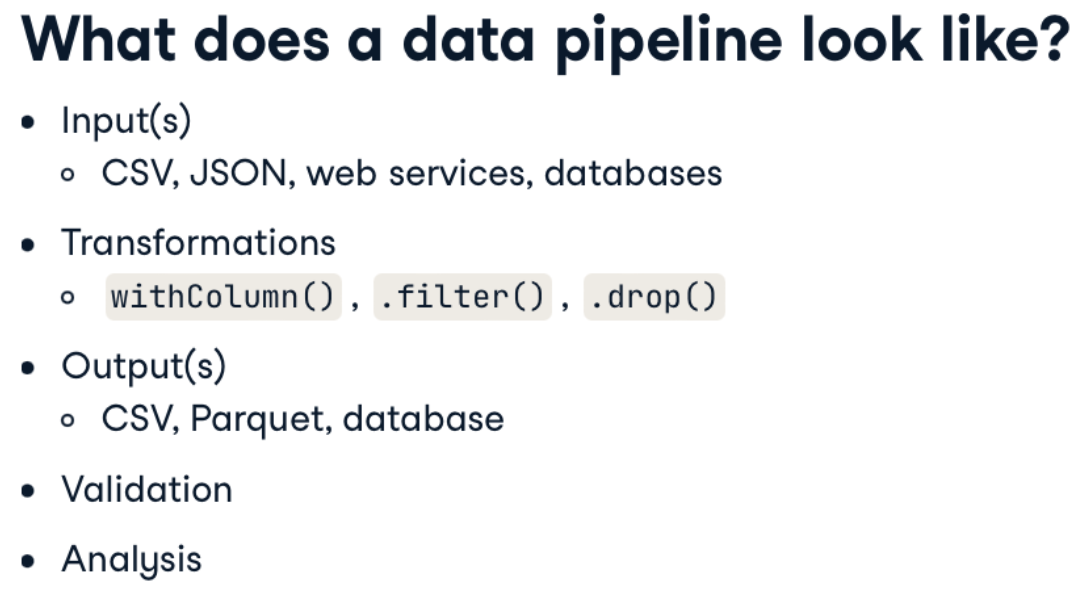 What does a data pipeline look like?
• Input(s)
◦ CSV, JSON, web services, databases
• Transformations
◦ withColumn() , .filter() , .drop()
• Output(s)
◦ CSV, Parquet, database
• Validation
• Analysis